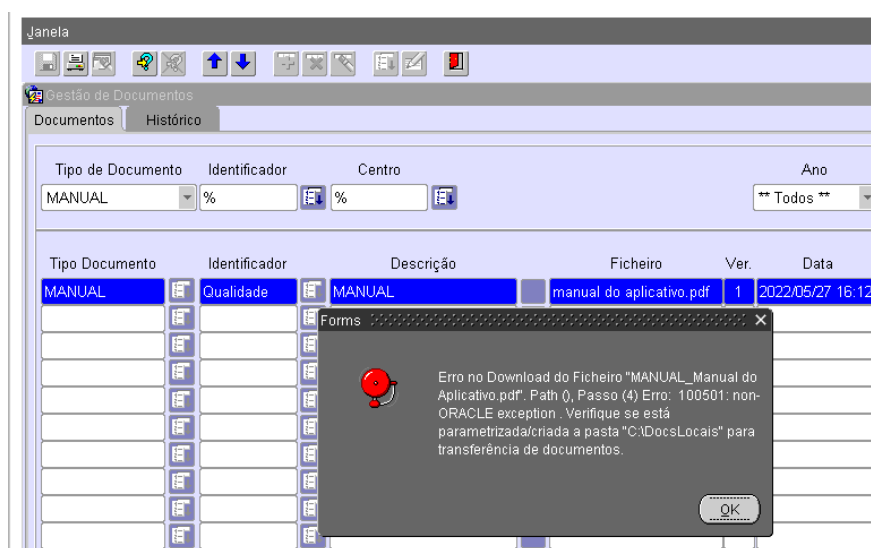 Janela
Gestão de Documentos
Documentos Histórico
Tipo de Documento Identificador Centro Ano
MANUAL % % ** Todos **
Tipo Documento Identificador Descrição Ficheiro Ver. Data
MANUAL Qualidade MANUAL manual do aplicativo.pdf 1 2022/05/27 16:12
Forms
Erro no Download do Ficheiro "MANUAL_Manual do
Aplicativo.pdf". Path (), Passo (4) Erro: 100501: non-
ORACLE exception . Verifique se está
parametrizada/criada a pasta "C:\DocsLocais" para
transferência de documentos.
OK